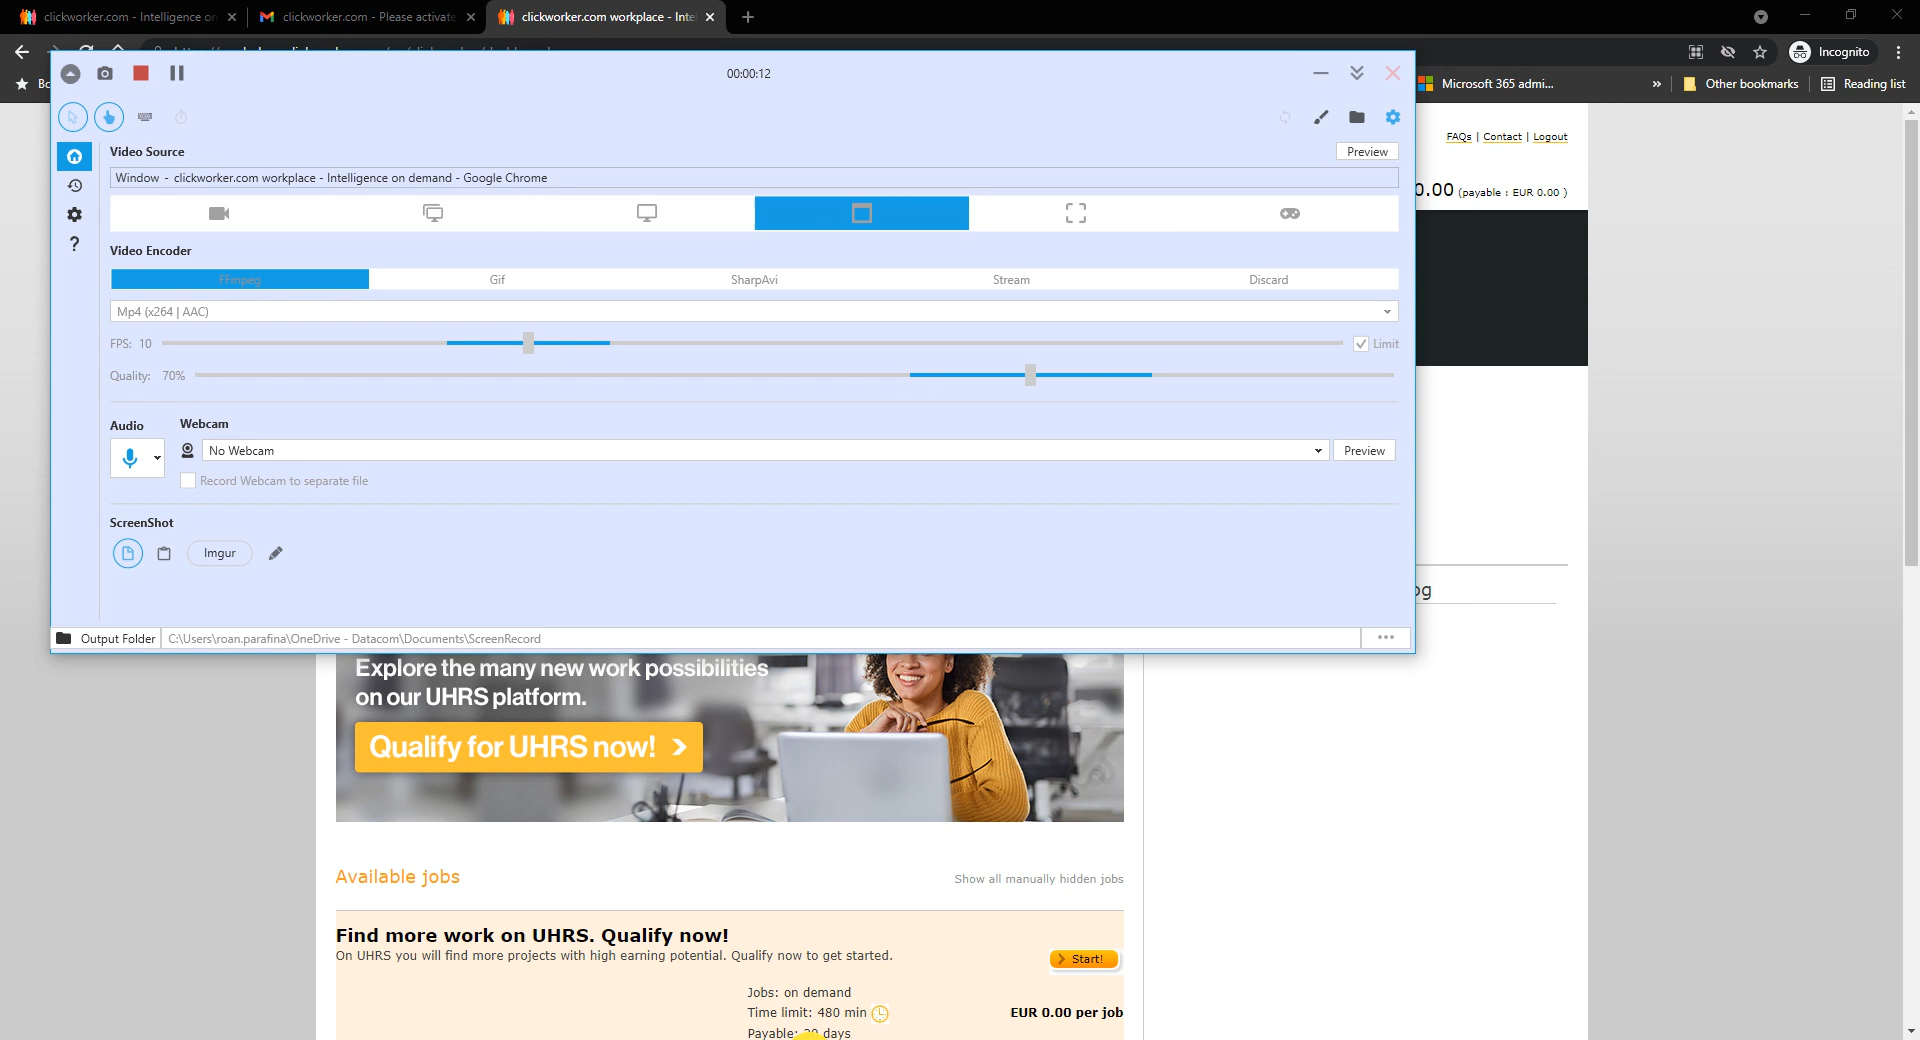 clickworker.com - Intelligence on
clickworker.com - Please activate
clickworker.com workplace - Inte
Incognito
Microsoft 365 admi...
»
Other bookmarks
Reading list
00:00:12
FAQs | Contact | Logout
0.00 (payable : EUR 0.00 )
Video Source
Preview
Window - clickworker.com workplace - Intelligence on demand - Google Chrome
Video Encoder
FFmpeg
Gif
SharpAvi
Stream
Discard
Mp4 (x264 | AAC)
FPS: 10
Limit
Quality: 70%
Audio
Webcam
No Webcam
Preview
Record Webcam to separate file
ScreenShot
Imgur
og
Output Folder
C:\Users\roan.parafina\OneDrive - Datacom\Documents\ScreenRecord
...
Explore the many new work possibilities
on our UHRS platform.
Qualify for UHRS now! >
Available jobs
Show all manually hidden jobs
Find more work on UHRS. Qualify now!
On UHRS you will find more projects with high earning potential. Qualify now to get started.
Start!
Jobs: on demand
Time limit: 480 min
EUR 0.00 per job
Payable: 30 days